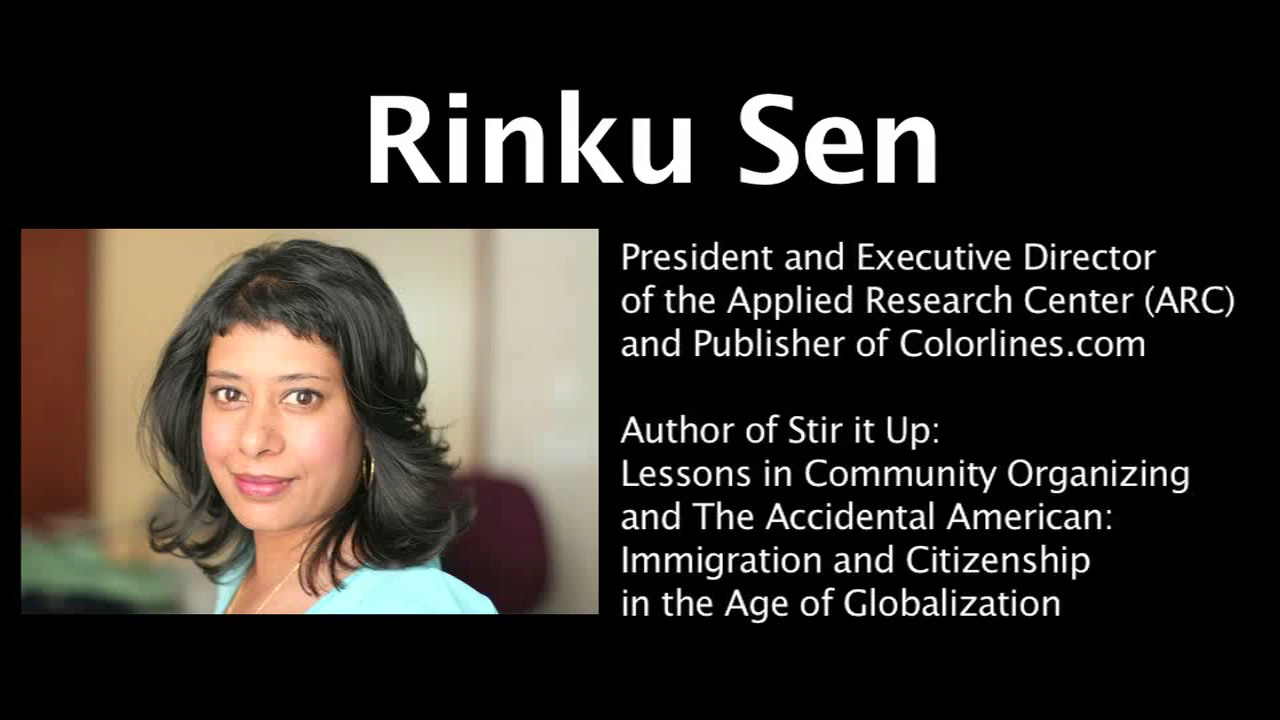 Rinku Sen
President and Executive Director
of the Applied Research Center (ARC)
and Publisher of Colorlines.com
Author of Stir it Up:
Lessons in Community Organizing
and The Accidental American:
Immigration and Citizenship
in the Age of Globalization